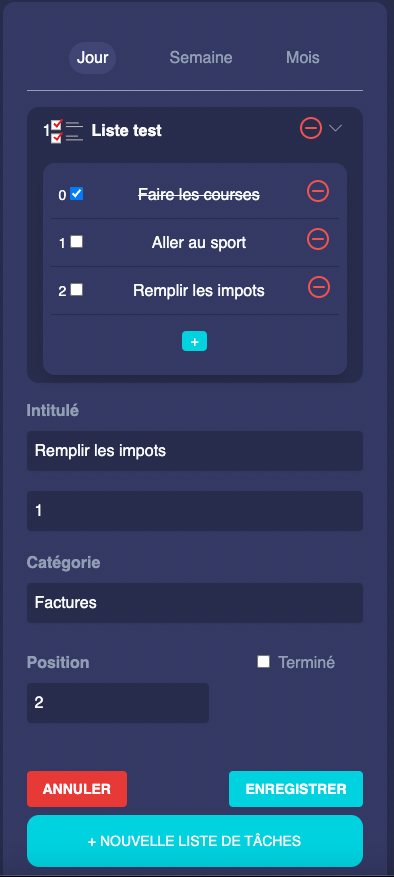 Jour Semaine Mois
1 Liste test
0 Faire les courses
1 Aller au sport
2 Remplir les impots
+
Intitulé
Remplir les impots
1
Catégorie
Factures
Position Terminé
2
ANNULER ENREGISTRER
+ NOUVELLE LISTE DE TÂCHES